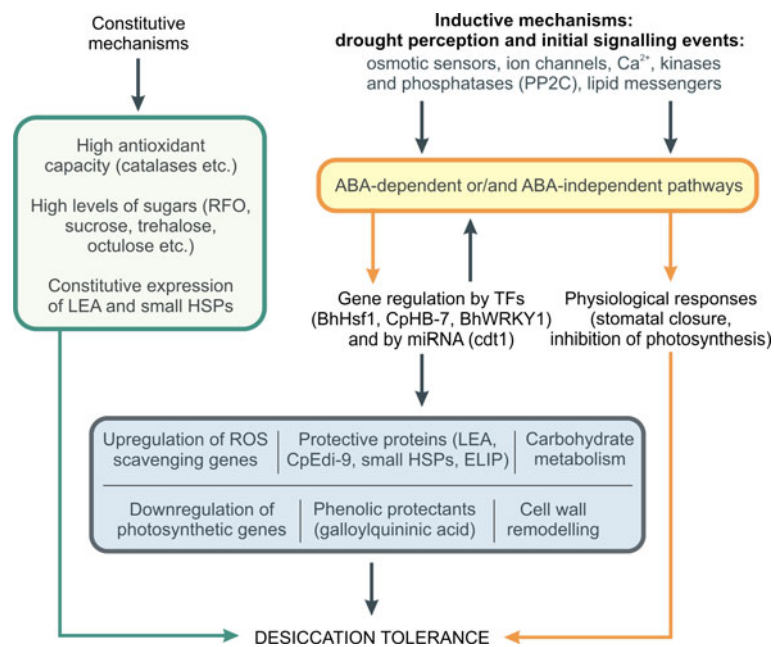 Constitutive
mechanisms
High antioxidant
capacity (catalases etc.)
High levels of sugars (RFO,
sucrose, trehalose,
octulose etc.)
Constitutive expression
of LEA and small HSPs
Inductive mechanisms:
drought perception and initial signalling events:
osmotic sensors, ion channels, Ca²⁺, kinases
and phosphatases (PP2C), lipid messengers
ABA-dependent or/and ABA-independent pathways
Gene regulation by TFs
(BhHsf1, CpHB-7, BhWRKY1)
and by miRNA (cdt1)
Physiological responses
(stomatal closure,
inhibition of photosynthesis)
Upregulation of ROS
scavenging genes
Protective proteins (LEA,
CpEdi-9, small HSPs, ELIP)
Carbohydrate
metabolism
Downregulation of
photosynthetic genes
Phenolic protectants
(galloylquininic acid)
Cell wall
remodelling
DESICCATION TOLERANCE